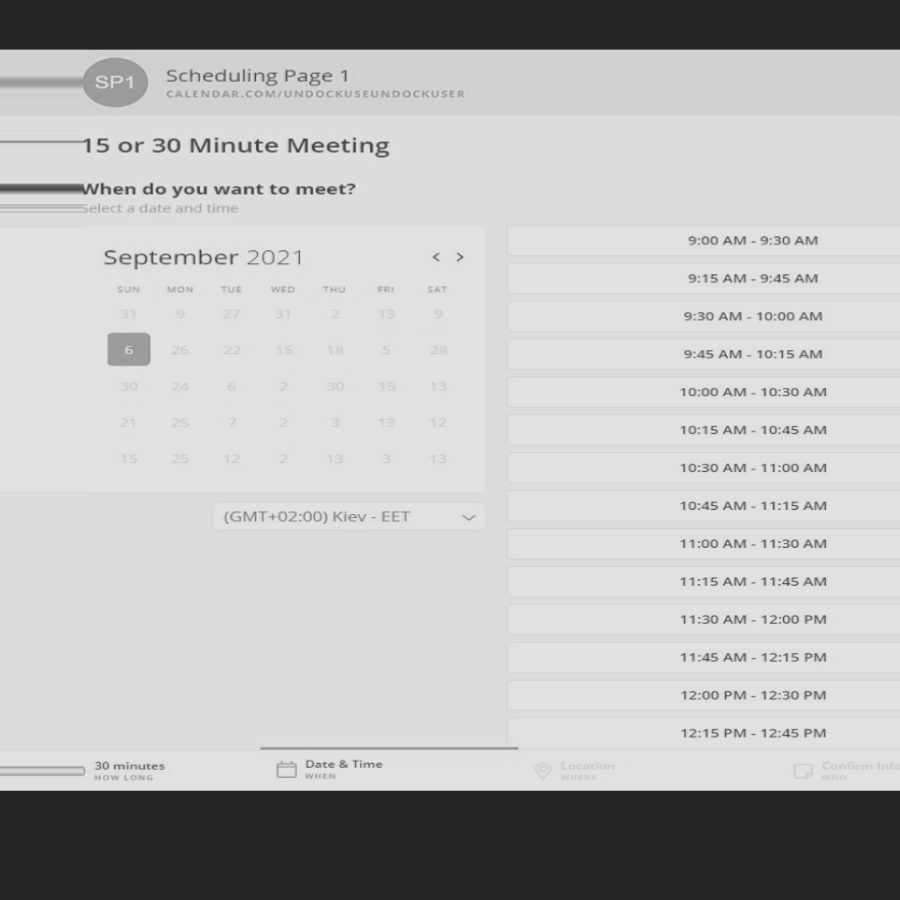 SP1
Scheduling Page 1
CALENDAR.COM/UNDOCKUSEUNDOCKUSER
15 or 30 Minute Meeting
When do you want to meet?
Select a date and time
September 2021
< >
SUN MON TUE WED THU FRI SAT
31 9 27 31 2 13 9
6 26 22 15 18 5 28
30 24 6 2 30 15 13
21 25 7 2 3 13 12
15 25 12 2 13 3 13
(GMT+02:00) Kiev - EET
9:00 AM - 9:30 AM
9:15 AM - 9:45 AM
9:30 AM - 10:00 AM
9:45 AM - 10:15 AM
10:00 AM - 10:30 AM
10:15 AM - 10:45 AM
10:30 AM - 11:00 AM
10:45 AM - 11:15 AM
11:00 AM - 11:30 AM
11:15 AM - 11:45 AM
11:30 AM - 12:00 PM
11:45 AM - 12:15 PM
12:00 PM - 12:30 PM
12:15 PM - 12:45 PM
30 minutes
HOW LONG
Date & Time
WHEN
Location
WHERE
Confirm Info
WHO